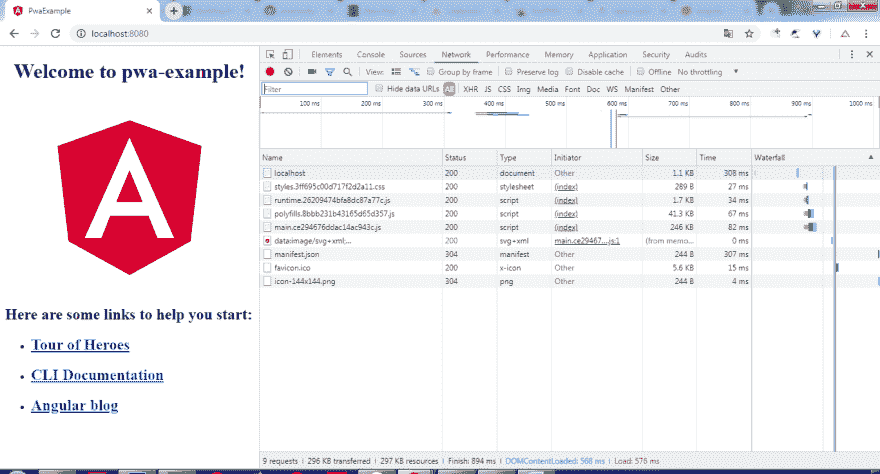 PwaExample
localhost:8080
Welcome to pwa-example!
A
Here are some links to help you start:
Tour of Heroes
CLI Documentation
Angular blog
Elements Console Sources Network Performance Memory Application Security Audits
View: Group by frame Preserve log Disable cache Offline No throttling
Filter Hide data URLs All XHR JS CSS Img Media Font Doc WS Manifest Other
100 ms 200 ms 300 ms 400 ms 500 ms 600 ms 700 ms 800 ms 900 ms 1000 ms
Name Status Type Initiator Size Time Waterfall
localhost 200 document Other 1.1 KB 308 ms
styles.3ff695c00d717f2d2a11.css 200 stylesheet (index) 289 B 27 ms
runtime.26209474bfa8dc87a77c.js 200 script (index) 1.7 KB 34 ms
polyfills.8bbb231b43165d65d357.js 200 script (index) 41.3 KB 67 ms
main.ce294676ddac14ac943c.js 200 script (index) 246 KB 82 ms
data:image/svg+xml;... 200 svg+xml main.ce29467....js:1 (from memo... 0 ms
manifest.json 304 manifest Other 244 B 307 ms
favicon.ico 200 x-icon Other 5.6 KB 15 ms
icon-144x144.png 304 png Other 244 B 4 ms
9 requests 296 KB transferred 297 KB resources Finish: 894 ms DOMContentLoaded: 568 ms Load: 578 ms